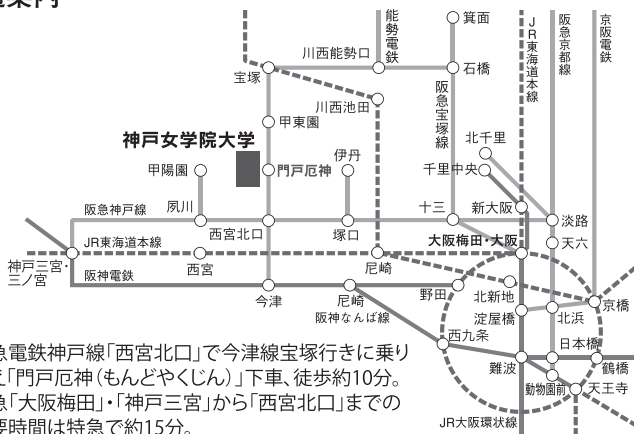 箕面
能勢電鉄
JR東海道本線
阪急京都線
京阪電鉄
川西能勢口
宝塚
石橋
川西池田
阪急宝塚線
甲東園
北千里
神戸女学院大学
伊丹
千里中央
甲陽園
門戸厄神
阪急神戸線
夙川
西宮北口
塚口
十三
新大阪
淡路
JR東海道本線
大阪梅田・大阪
天六
神戸三宮・
三ノ宮
西宮
尼崎
阪神電鉄
今津
尼崎
野田
北新地
京橋
阪神なんば線
淀屋橋
北浜
西九条
日本橋
難波
鶴橋
動物園前
天王寺
JR大阪環状線
急電鉄神戸線「西宮北口」で今津線宝塚行きに乗り
「門戸厄神（もんどやくじん）」下車、徒歩約10分。
急「大阪梅田」・「神戸三宮」から「西宮北口」までの
要時間は特急で約15分。